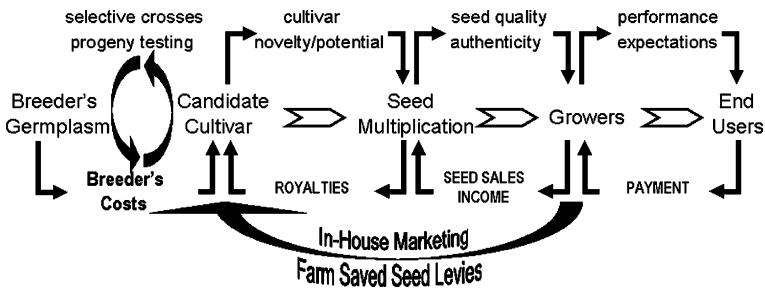 selective crosses
progeny testing
cultivar
novelty/potential
seed quality
authenticity
performance
expectations
Breeder's
Germplasm
Candidate
Cultivar
Seed
Multiplication
Growers
End
Users
Breeder's
Costs
ROYALTIES
SEED SALES
INCOME
PAYMENT
In-House Marketing
Farm Saved Seed Levies